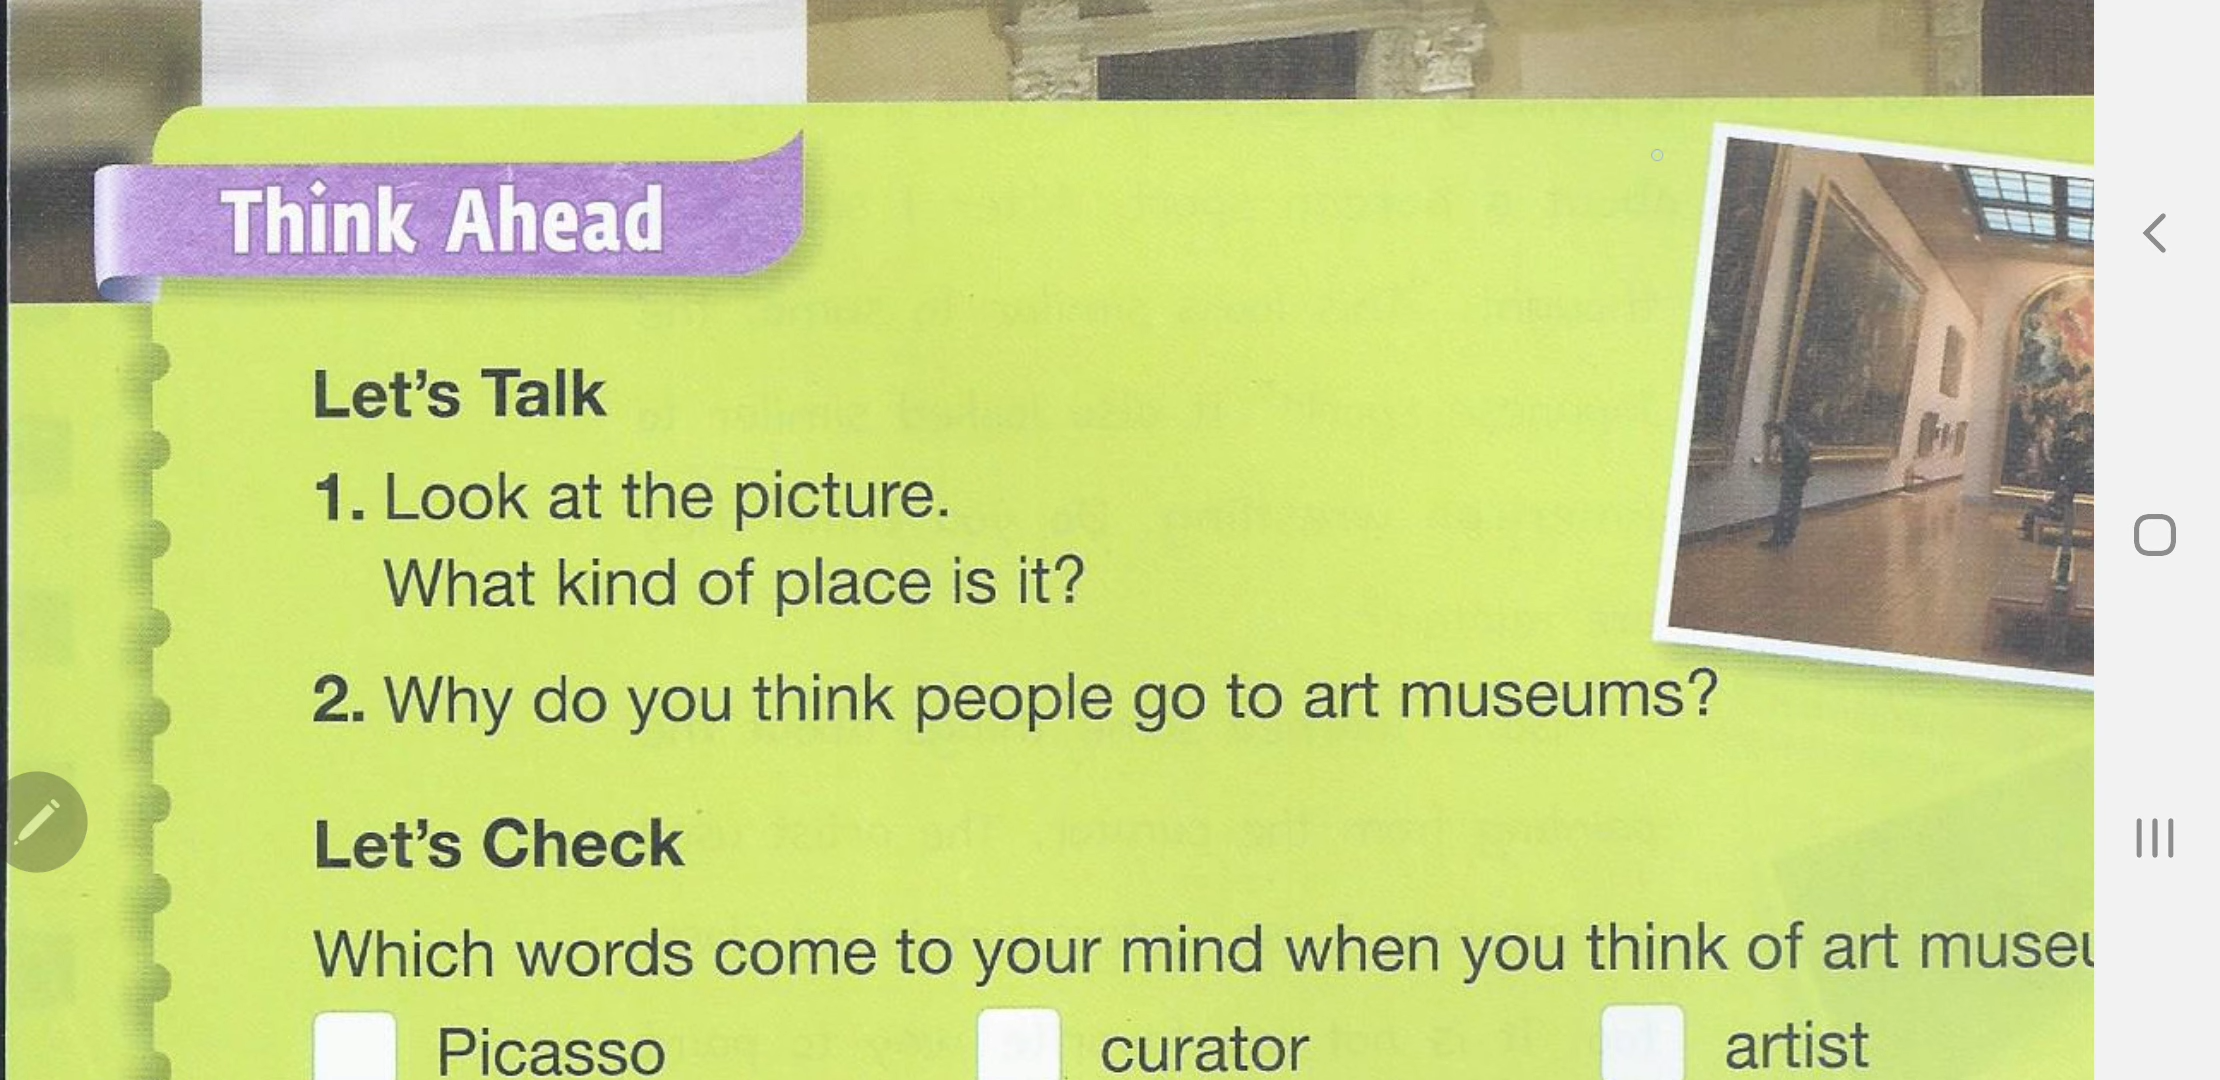 Think Ahead
Let's Talk
1. Look at the picture.
What kind of place is it?
2. Why do you think people go to art museums?
Let's Check
Which words come to your mind when you think of art
Picasso
curator
artist